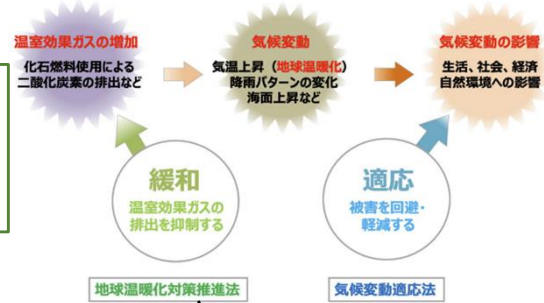 温室効果ガスの増加
化石燃料使用による
二酸化炭素の排出など
気候変動
気温上昇（地球温暖化）
降雨パターンの変化
海面上昇など
気候変動の影響
生活、社会、経済
自然環境への影響
緩和
温室効果ガスの
排出を抑制する
適応
被害を回避・
軽減する
地球温暖化対策推進法
気候変動適応法